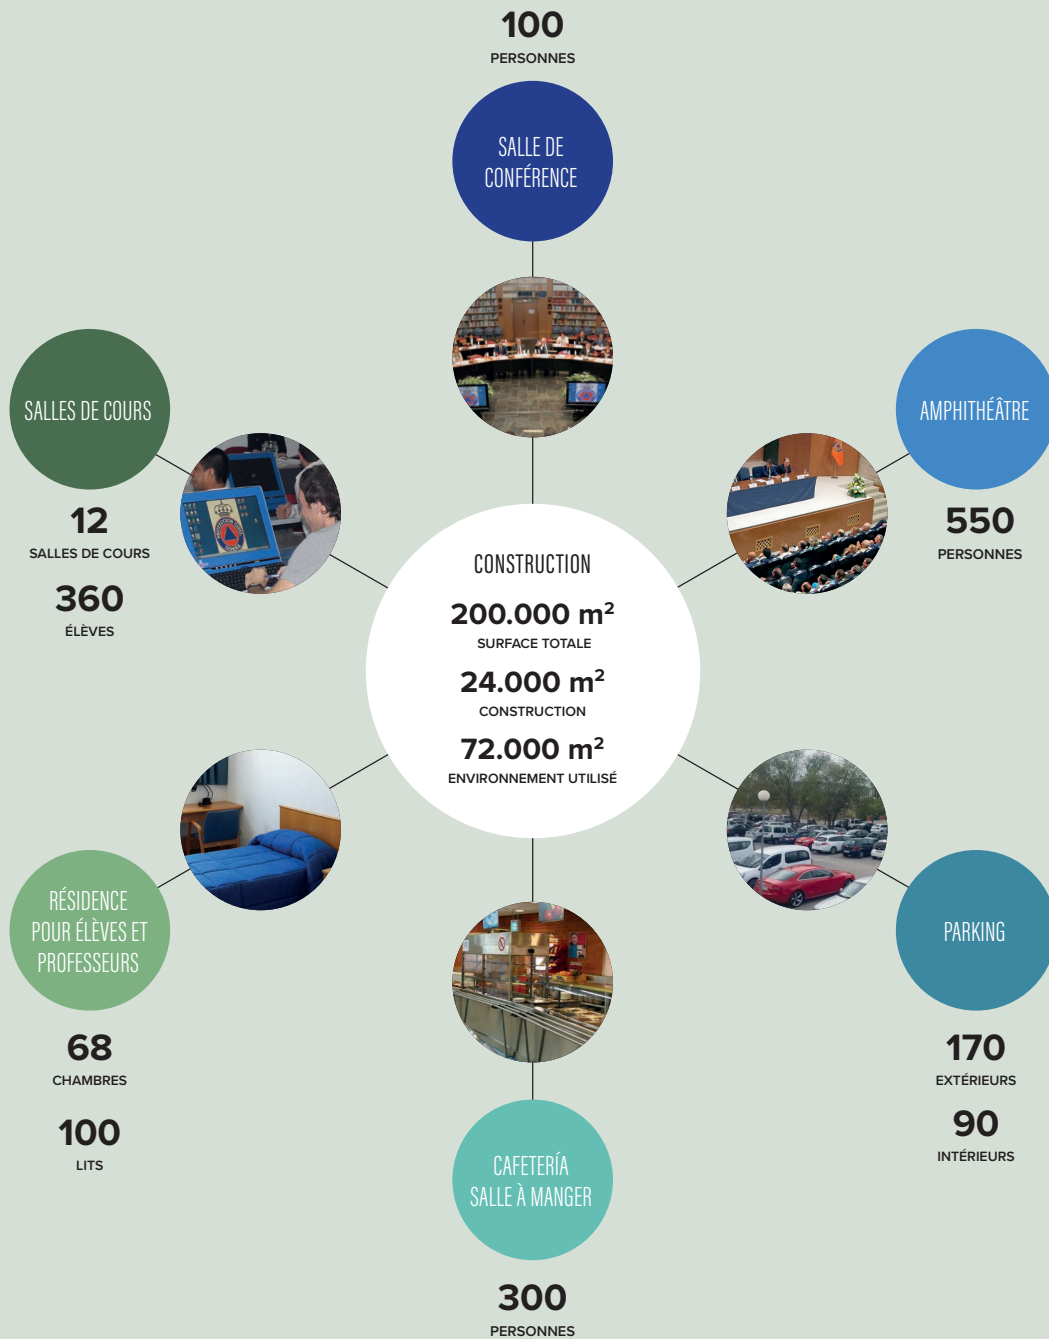 100
PERSONNES
SALLE DE
CONFÉRENCE
SALLES DE COURS
12
SALLES DE COURS
360
ÉLÈVES
AMPHITHÉÂTRE
550
PERSONNES
CONSTRUCTION
200.000 m²
SURFACE TOTALE
24.000 m²
CONSTRUCTION
72.000 m²
ENVIRONNEMENT UTILISÉ
RÉSIDENCE
POUR ÉLÈVES ET
PROFESSEURS
68
CHAMBRES
100
LITS
PARKING
170
EXTÉRIEURS
90
INTÉRIEURS
CAFETERÍA
SALLE À MANGER
300
PERSONNES